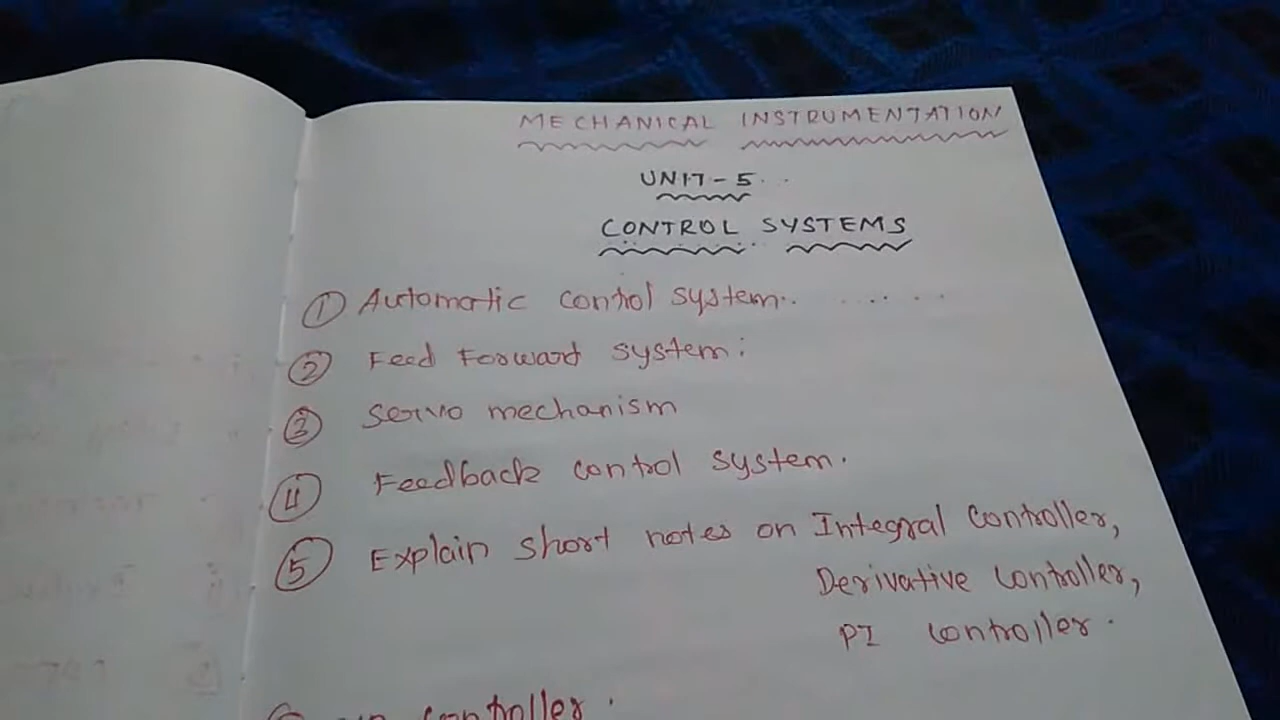 MECHANICAL INSTRUMENTATION
UNIT-5
CONTROL SYSTEMS
① Automatic control system.
② Feed Forward system:
③ Servo mechanism
④ Feedback control system.
⑤ Explain short notes on Integral Controller,
Derivative Controller,
PI Controller.
controller.